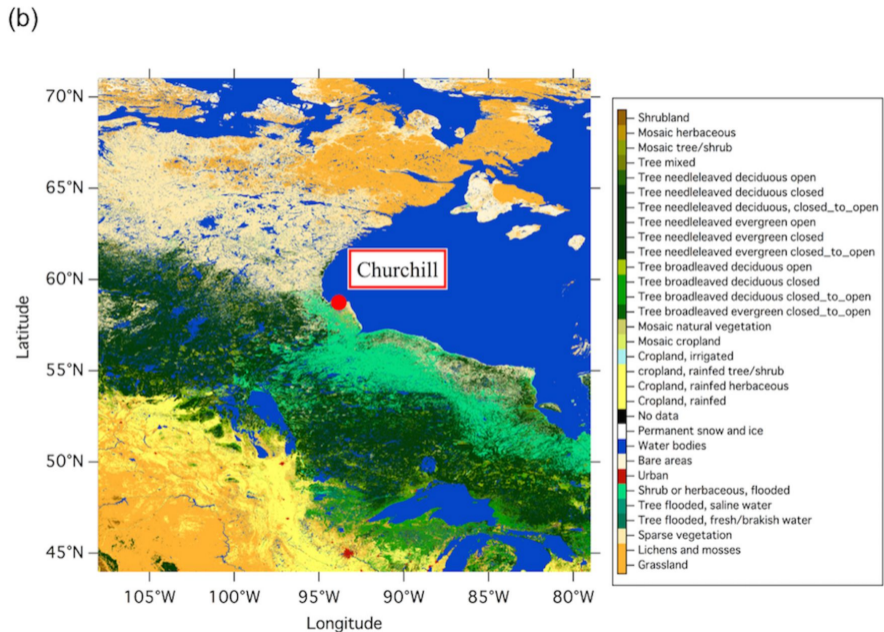 (b)
70°N
65°N
60°N
55°N
50°N
45°N
Latitude
105°W
100°W
95°W
90°W
85°W
80°W
Longitude
Churchill
Shrubland
Mosaic herbaceous
Mosaic tree/shrub
Tree mixed
Tree needleleaved deciduous open
Tree needleleaved deciduous closed
Tree needleleaved deciduous, closed_to_open
Tree needleleaved evergreen open
Tree needleleaved evergreen closed
Tree needleleaved evergreen closed_to_open
Tree broadleaved deciduous open
Tree broadleaved deciduous closed
Tree broadleaved deciduous closed_to_open
Tree broadleaved evergreen closed_to_open
Mosaic natural vegetation
Mosaic cropland
Cropland, irrigated
cropland, rainfed tree/shrub
Cropland, rainfed herbaceous
Cropland, rainfed
No data
Permanent snow and ice
Water bodies
Bare areas
Urban
Shrub or herbaceous, flooded
Tree flooded, saline water
Tree flooded, fresh/brakish water
Sparse vegetation
Lichens and mosses
Grassland